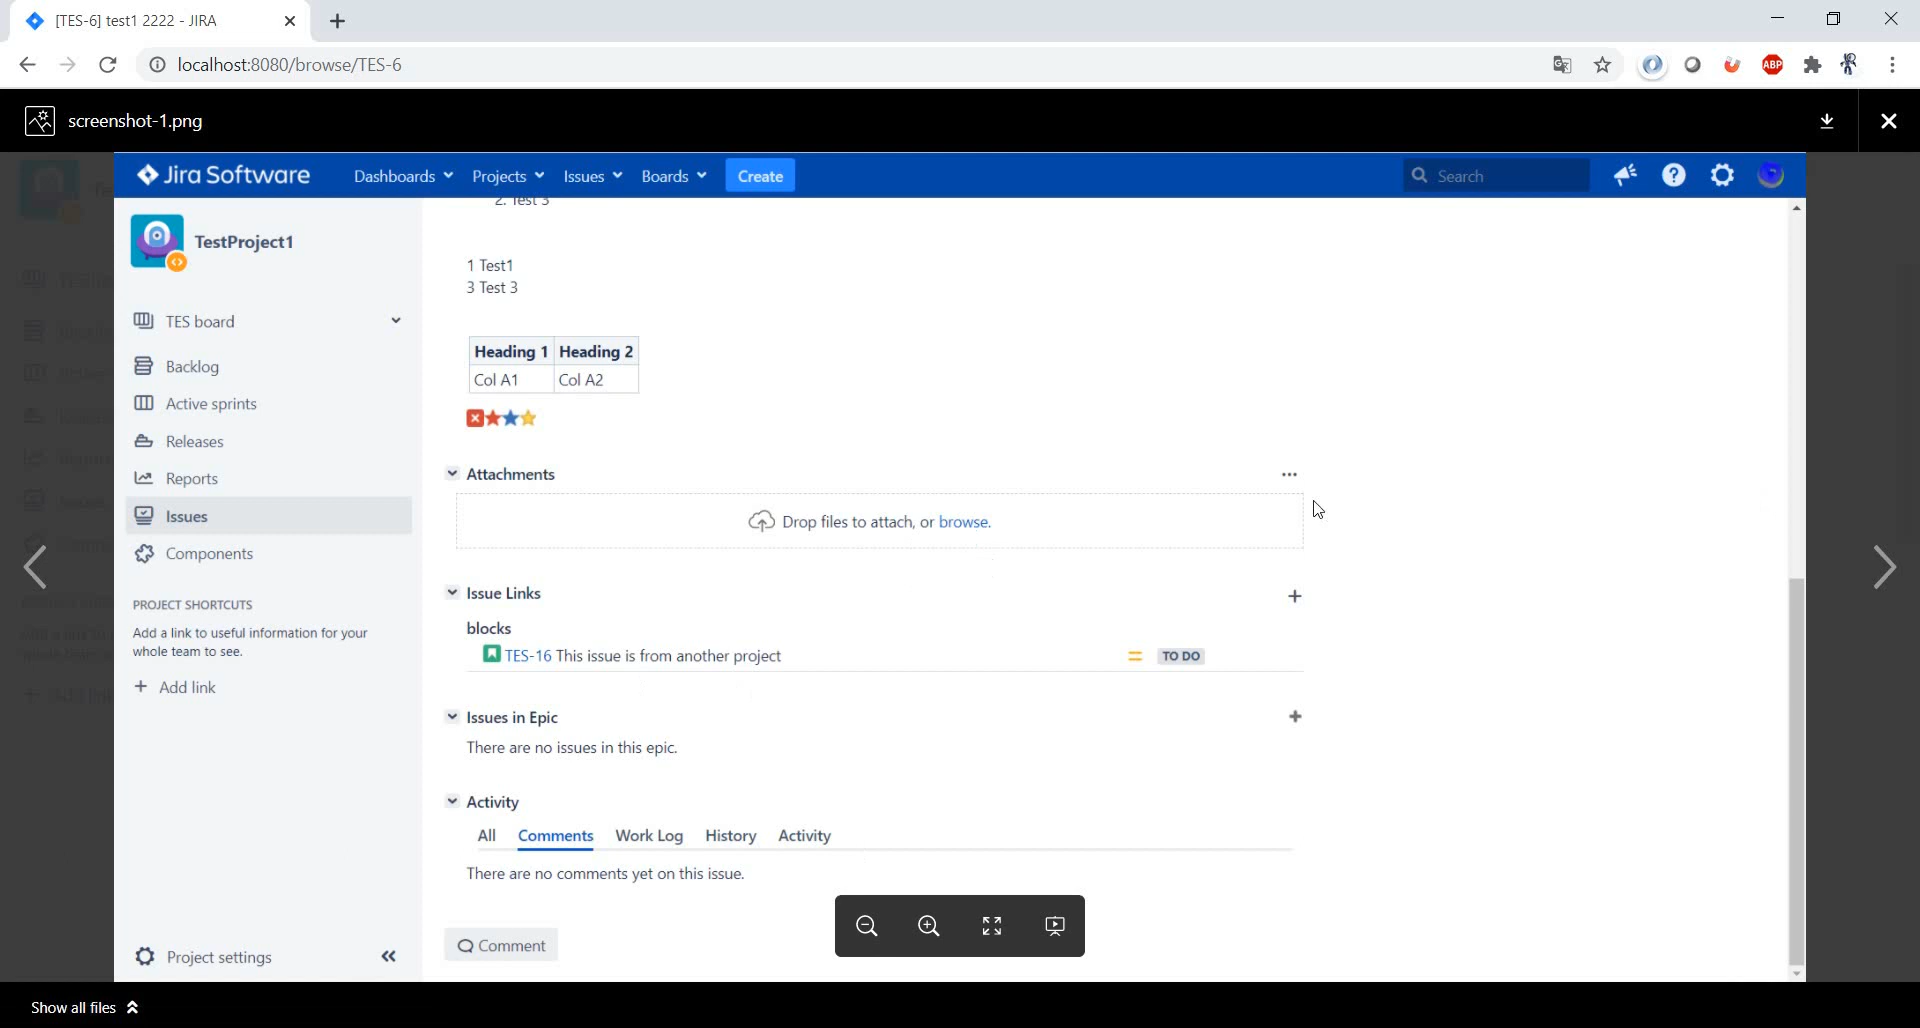 [TES-6] test1 2222 - JIRA
localhost:8080/browse/TES-6
ABP
screenshot-1.png
Jira Software Dashboards Projects Issues Boards Create Search
TestProject1
TES board
Backlog
Active sprints
Releases
Reports
Issues
Components
PROJECT SHORTCUTS
Add a link to useful information for your
whole team to see.
+ Add link
Project settings
2. Test 3
1 Test1
3 Test 3
Heading 1 Heading 2
Col A1 Col A2
Attachments
Drop files to attach, or browse.
Issue Links
blocks
TES-16 This issue is from another project TO DO
Issues in Epic
There are no issues in this epic.
Activity
All Comments Work Log History Activity
There are no comments yet on this issue.
Comment
Show all files